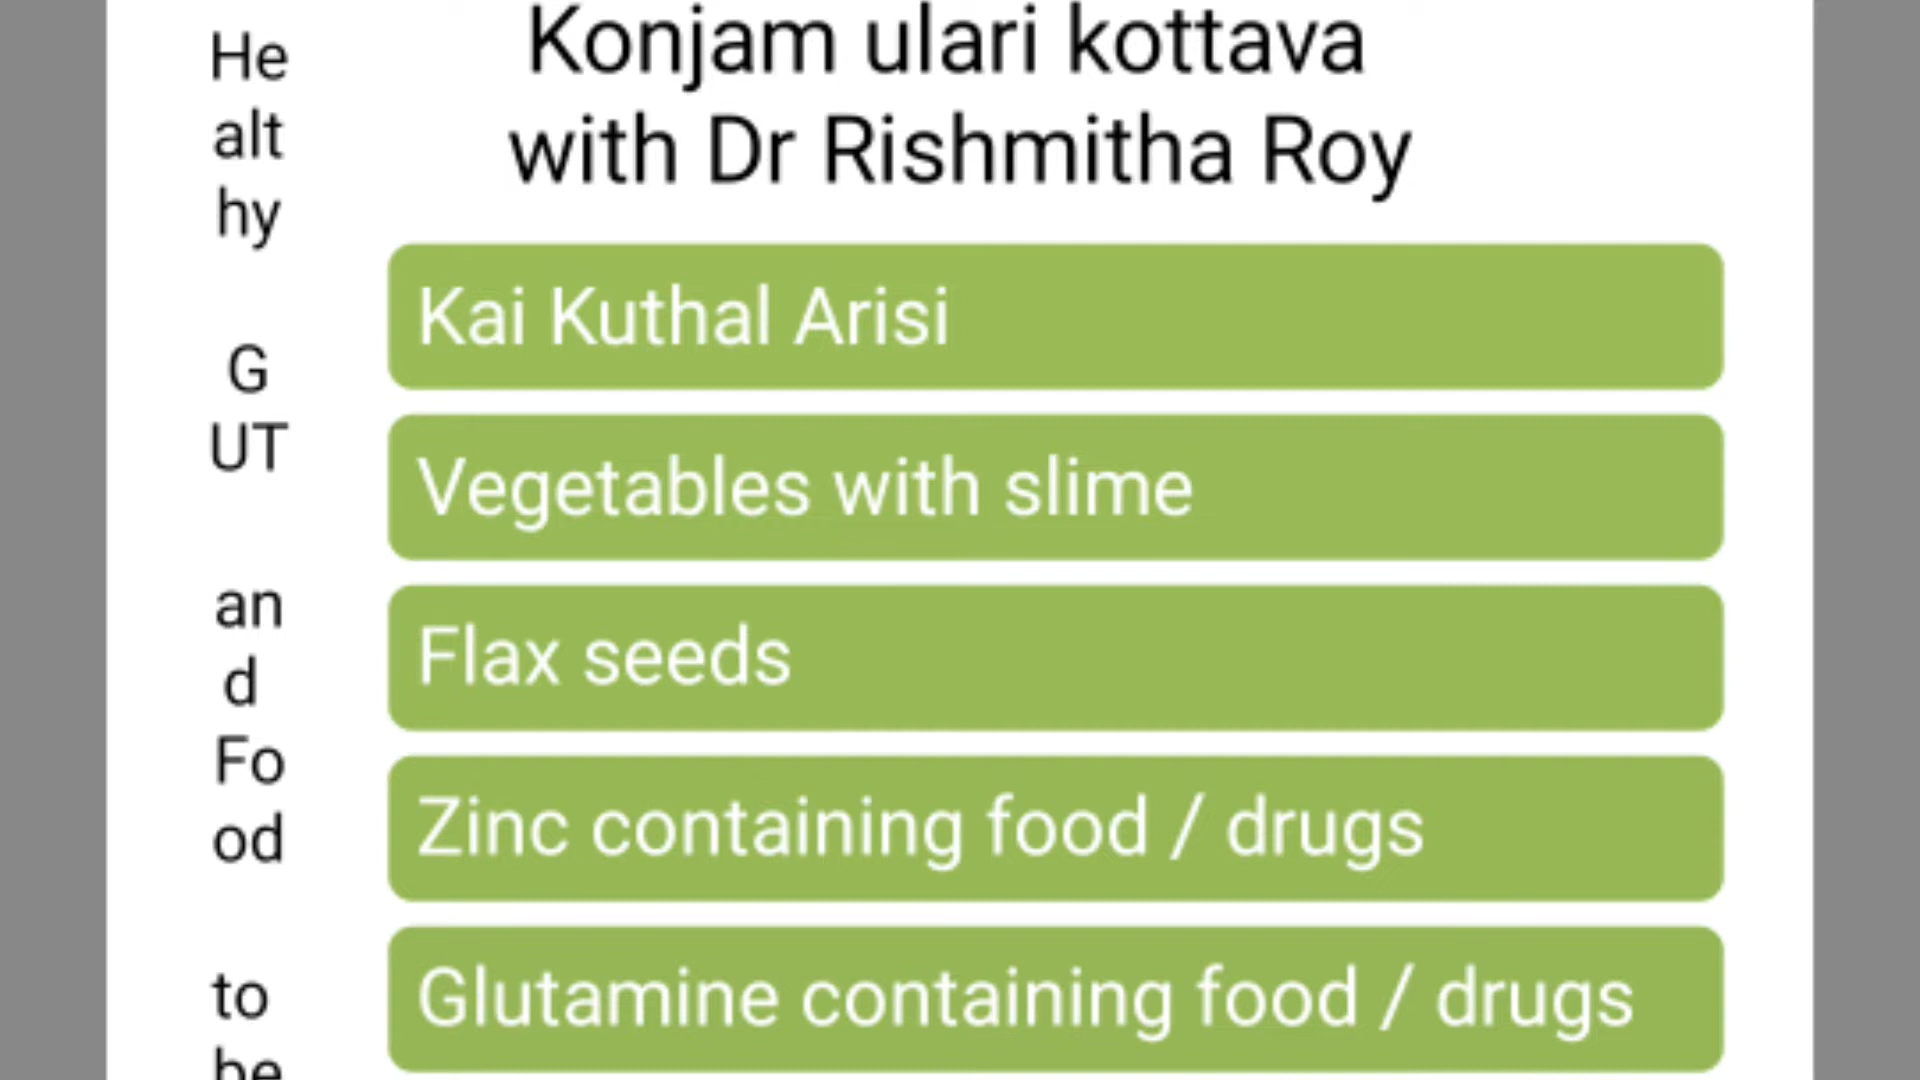 Konjam ulari kottava
with Dr Rishmitha Roy
He
alt
hy
G
UT
an
d
Fo
od
to
be
Kai Kuthal Arisi
Vegetables with slime
Flax seeds
Zinc containing food / drugs
Glutamine containing food / drugs